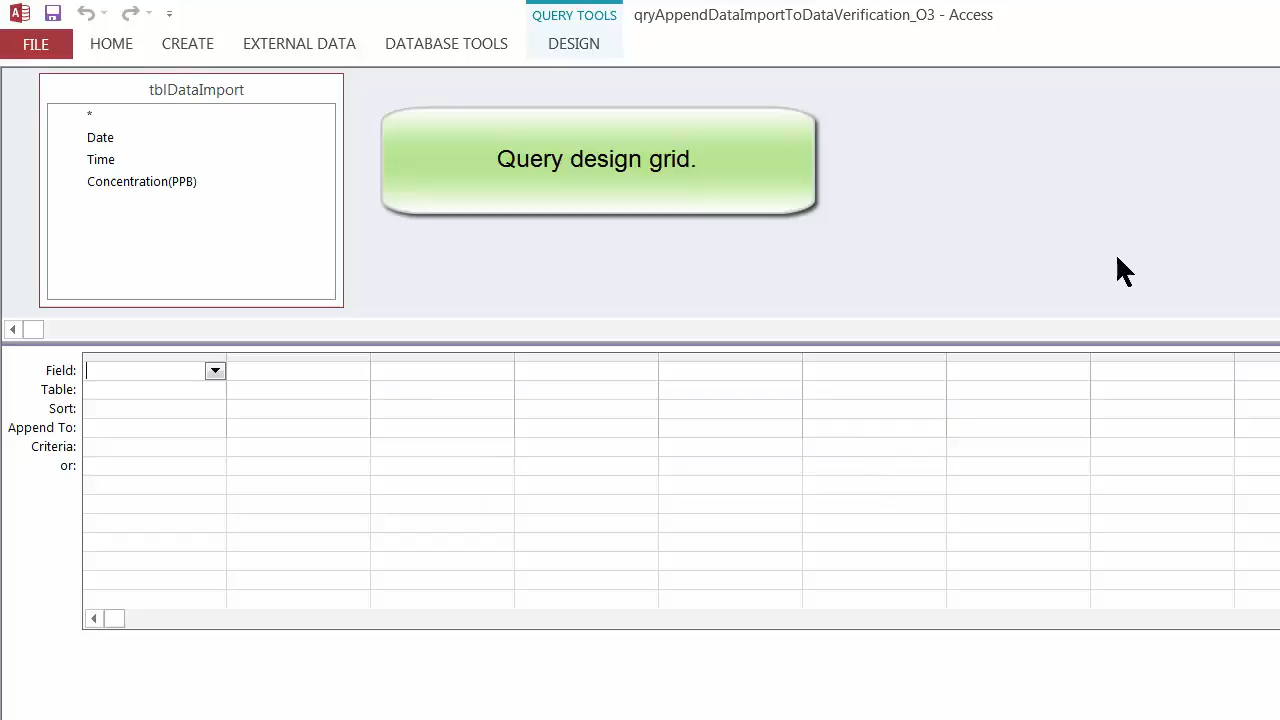 QUERY TOOLS
qryAppendDataImportToDataVerification_O3 - Access
FILE
HOME
CREATE
EXTERNAL DATA
DATABASE TOOLS
DESIGN
tblDataImport
*
Date
Time
Concentration(PPB)
Query design grid.
Field:
Table:
Sort:
Append To:
Criteria:
or: